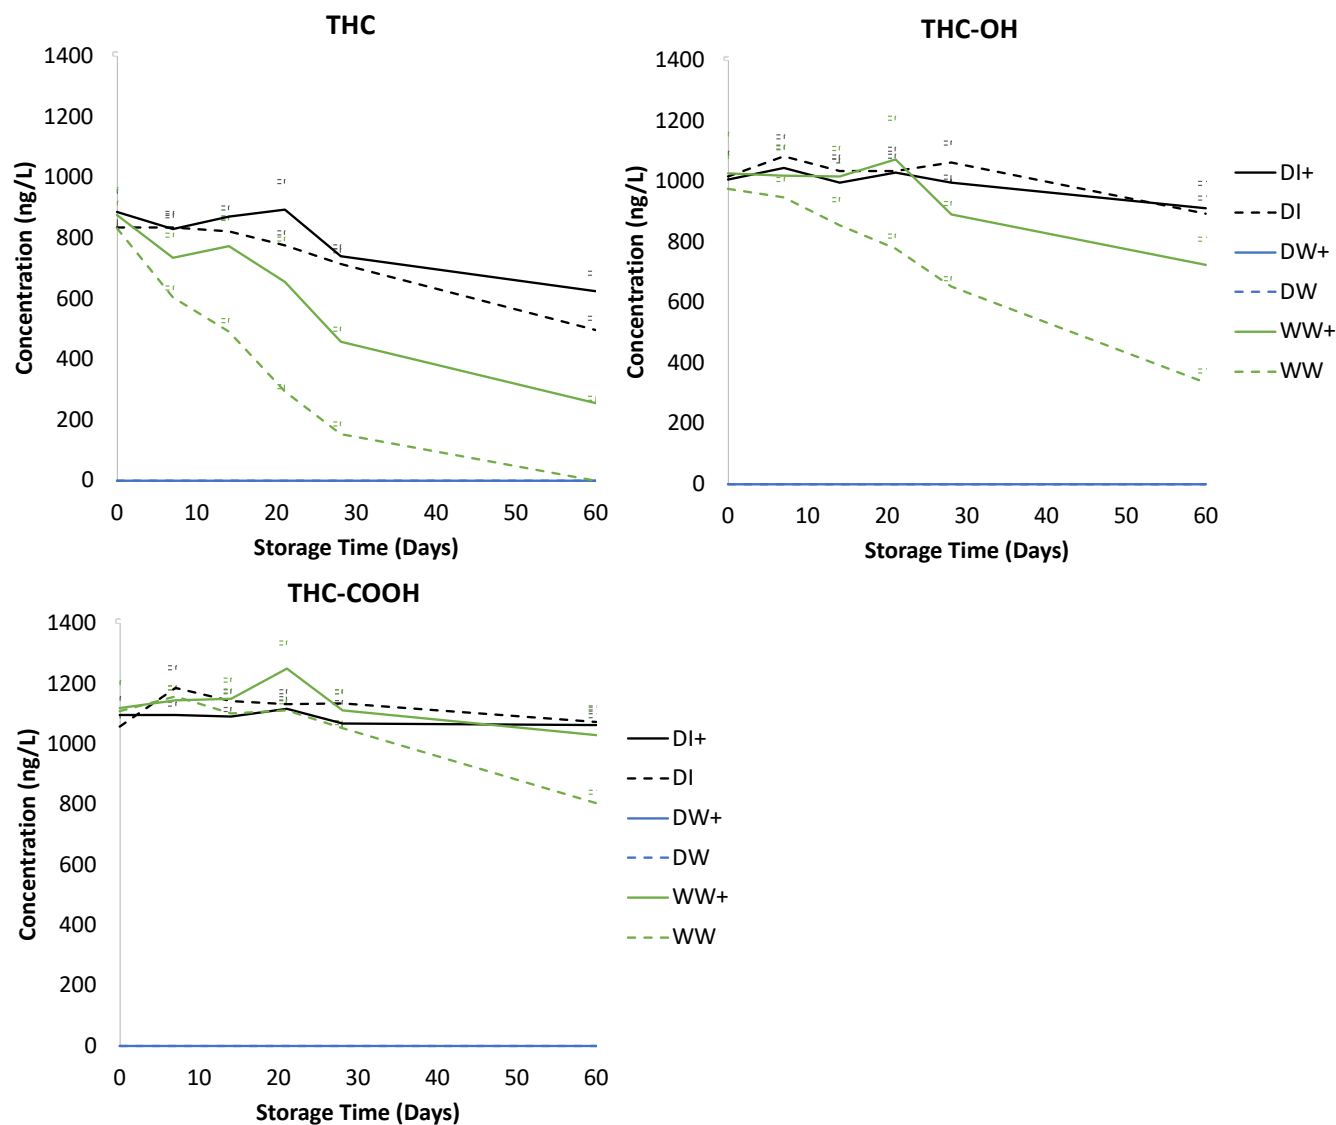 THC
1400
1200
1000
800
600
400
200
0
0 10 20 30 40 50 60
Concentration (ng/L)
Storage Time (Days)
THC-OH
1400
1200
1000
800
600
400
200
0
0 10 20 30 40 50 60
Concentration (ng/L)
Storage Time (Days)
DI+
DI
DW+
DW
WW+
WW
THC-COOH
1400
1200
1000
800
600
400
200
0
0 10 20 30 40 50 60
Concentration (ng/L)
Storage Time (Days)
DI+
DI
DW+
DW
WW+
WW